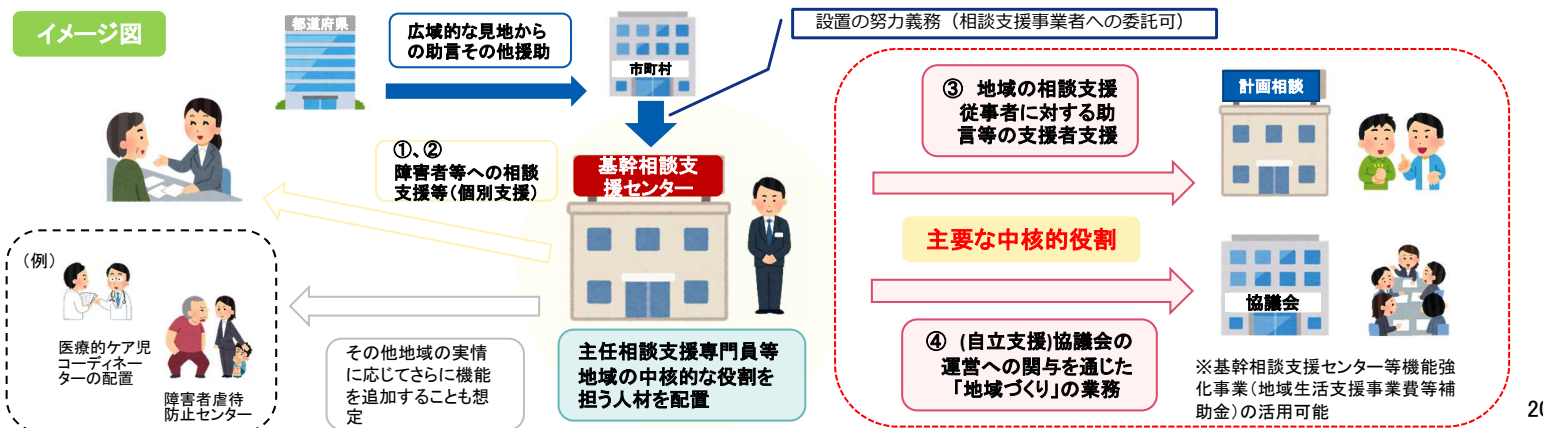 イメージ図
都道府県
広域的な見地から
の助言その他援助
市町村
設置の努力義務（相談支援事業者への委託可）
①、②
障害者等への相談
支援等(個別支援)
基幹相談支
援センター
主任相談支援専門員等
地域の中核的な役割を
担う人材を配置
（例）
医療的ケア児
コーディネー
ターの配置
障害者虐待
防止センター
その他地域の実情
に応じてさらに機能
を追加することも想
定
③ 地域の相談支援
従事者に対する助
言等の支援者支援
計画相談
主要な中核的役割
④ (自立支援)協議会の
運営への関与を通じた
「地域づくり」の業務
協議会
※基幹相談支援センター等機能強
化事業(地域生活支援事業費等補
助金)の活用可能